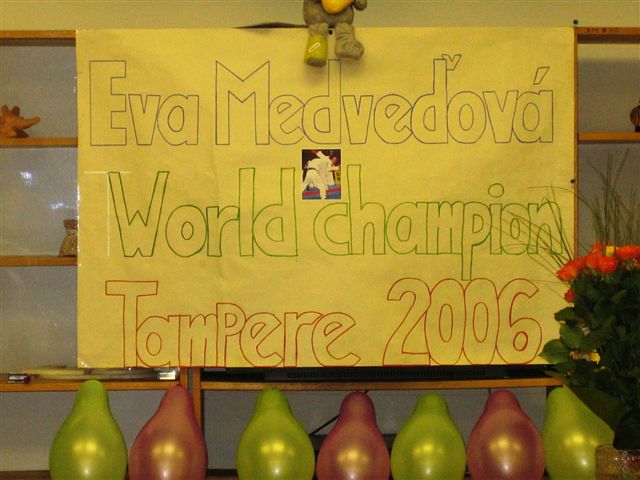 Eva Medveďová
World champion
Tampere 2006